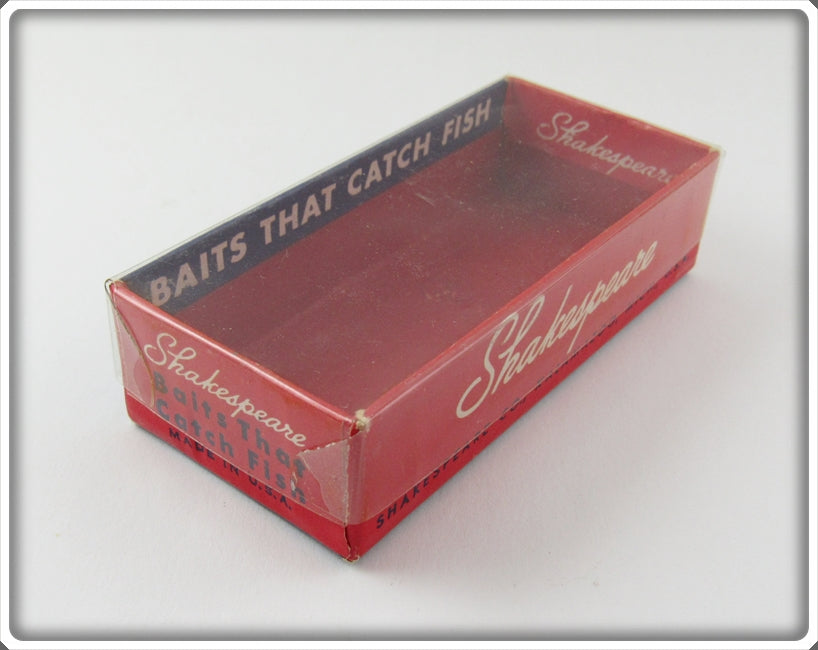 BAITS THAT CATCH FISH
Shakespeare
Shakespeare
Shakespeare
Baits That
Catch Fish
MADE IN U.S.A.
SHAKESPEARE